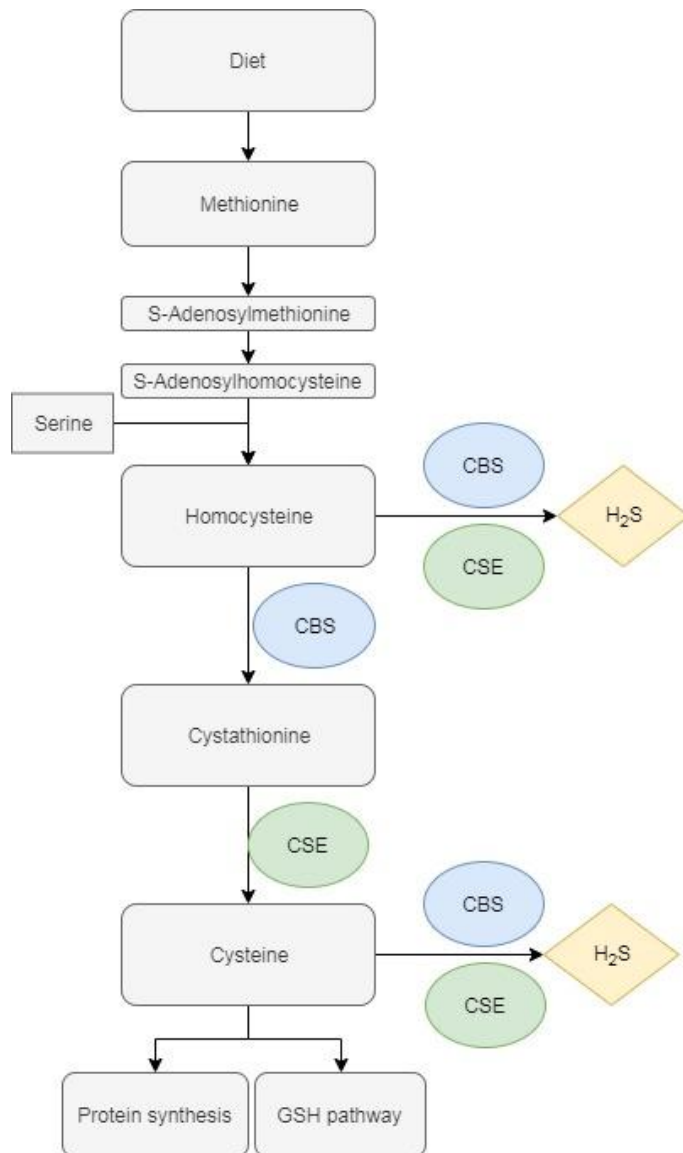 Diet
Methionine
S-Adenosylmethionine
S-Adenosylhomocysteine
Serine
Homocysteine
CBS
CSE
H₂S
CBS
Cystathionine
CSE
Cysteine
CBS
CSE
H₂S
Protein synthesis
GSH pathway